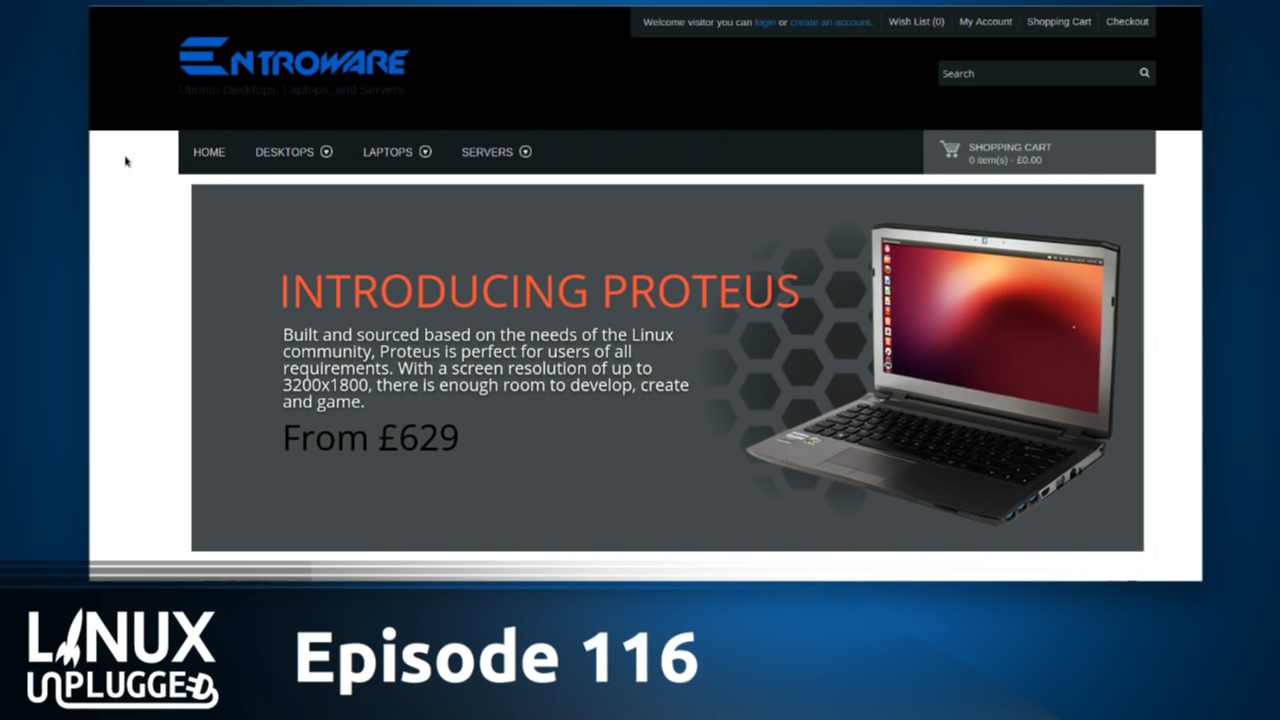 Welcome visitor you can login or create an account. Wish List (0) My Account Shopping Cart Checkout
ENTROWARE
Ubuntu Desktops, Laptops, and Servers.
Search
HOME DESKTOPS LAPTOPS SERVERS
SHOPPING CART
0 item(s) - £0.00
INTRODUCING PROTEUS
Built and sourced based on the needs of the Linux
community, Proteus is perfect for users of all
requirements. With a screen resolution of up to
3200x1800, there is enough room to develop, create
and game.
From £629
LINUX
UNPLUGGED
Episode 116